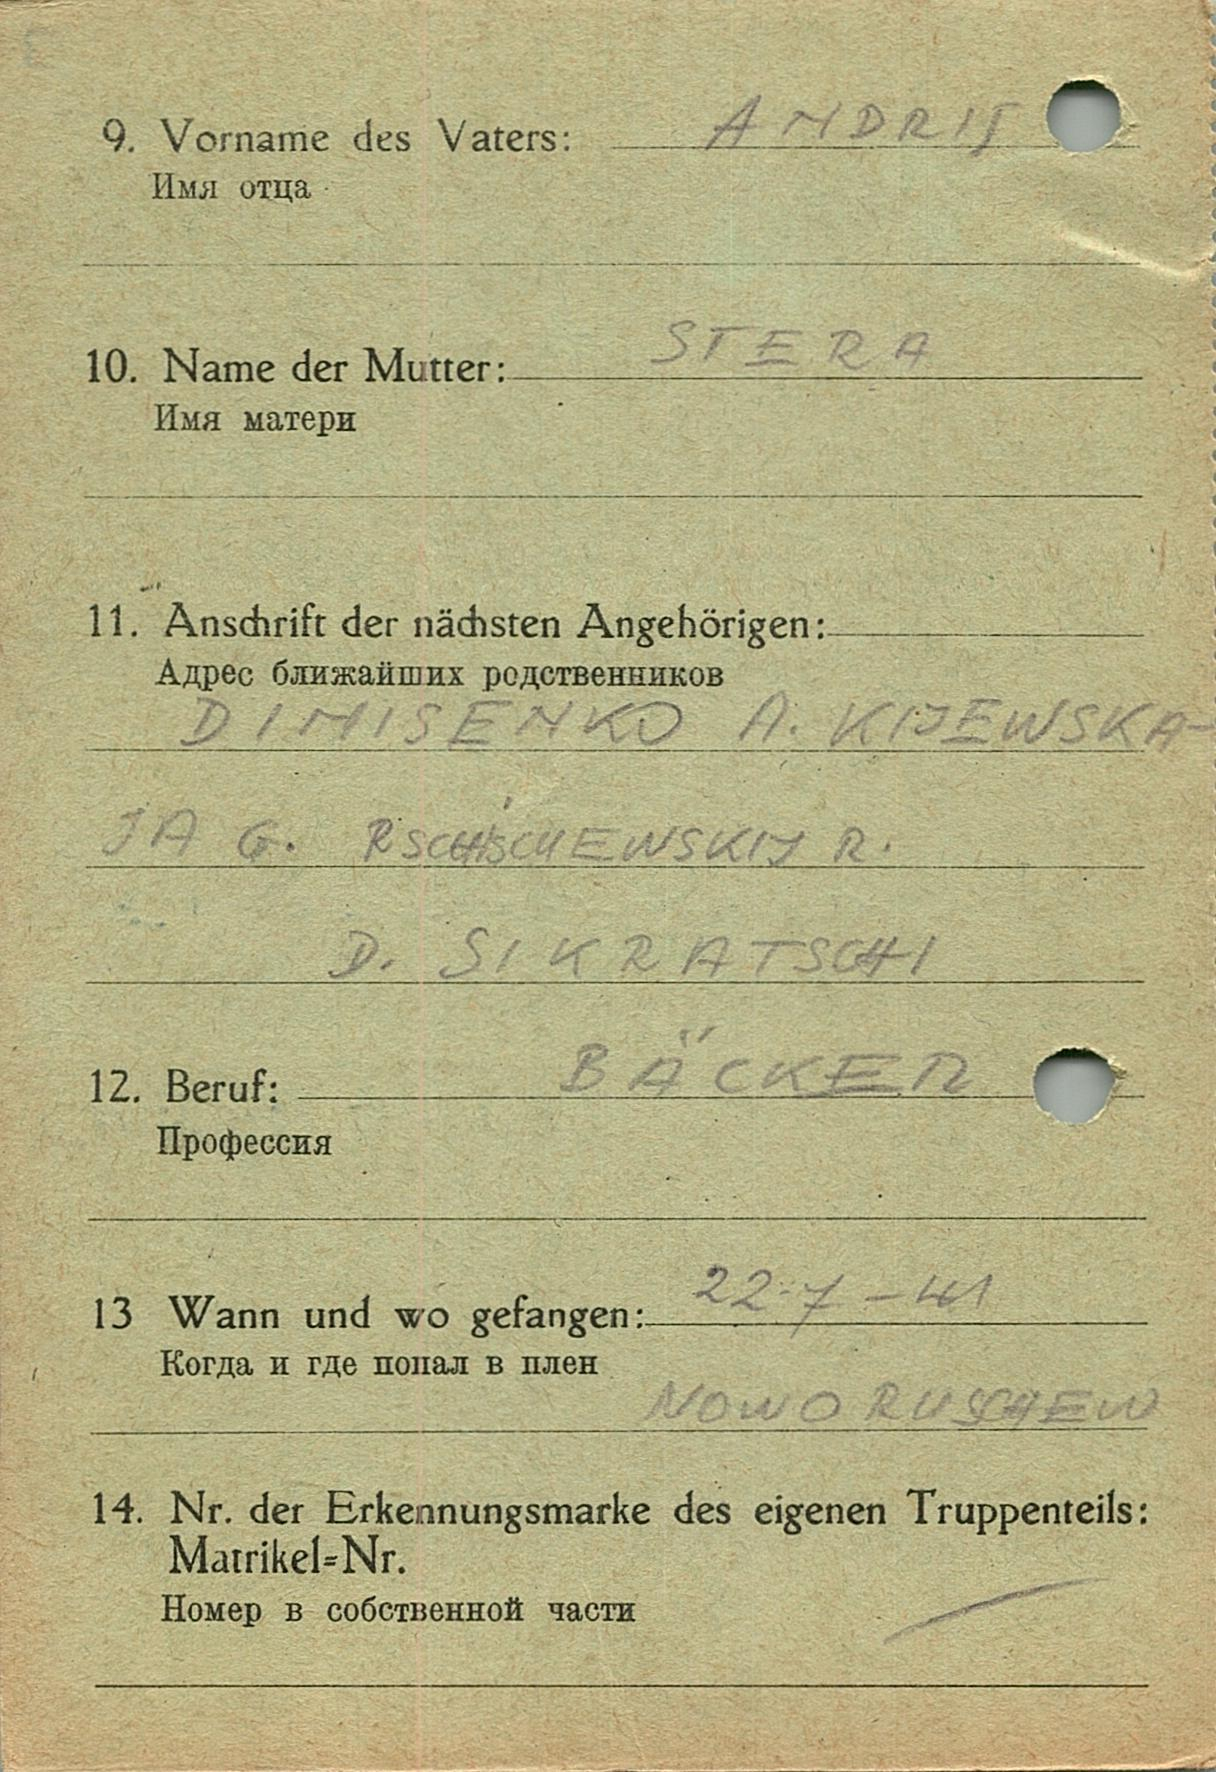 9. Vorname des Vaters: ANDRIJ
Имя отца
10. Name der Mutter: STERA
Имя матери
11. Anschrift der nächsten Angehörigen:
Адрес ближайших родственников
DIMISENKO A. KIJEWSKA-
JA G. RSCHISCHEWSKIJ R.
D. SIKRATSCHI
12. Beruf: BÄCKER
Профессия
13 Wann und wo gefangen: 22-7-41
Когда и где попал в плен
NOWO RUSCHEW
14. Nr. der Erkennungsmarke des eigenen Truppenteils:
Matrikel=Nr.
Номер в собственной части